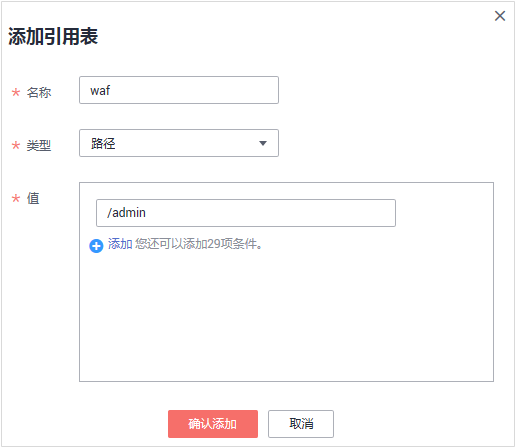 添加引用表
* 名称 waf
* 类型 路径
* 值
/admin
添加 您还可以添加29项条件。
确认添加 取消